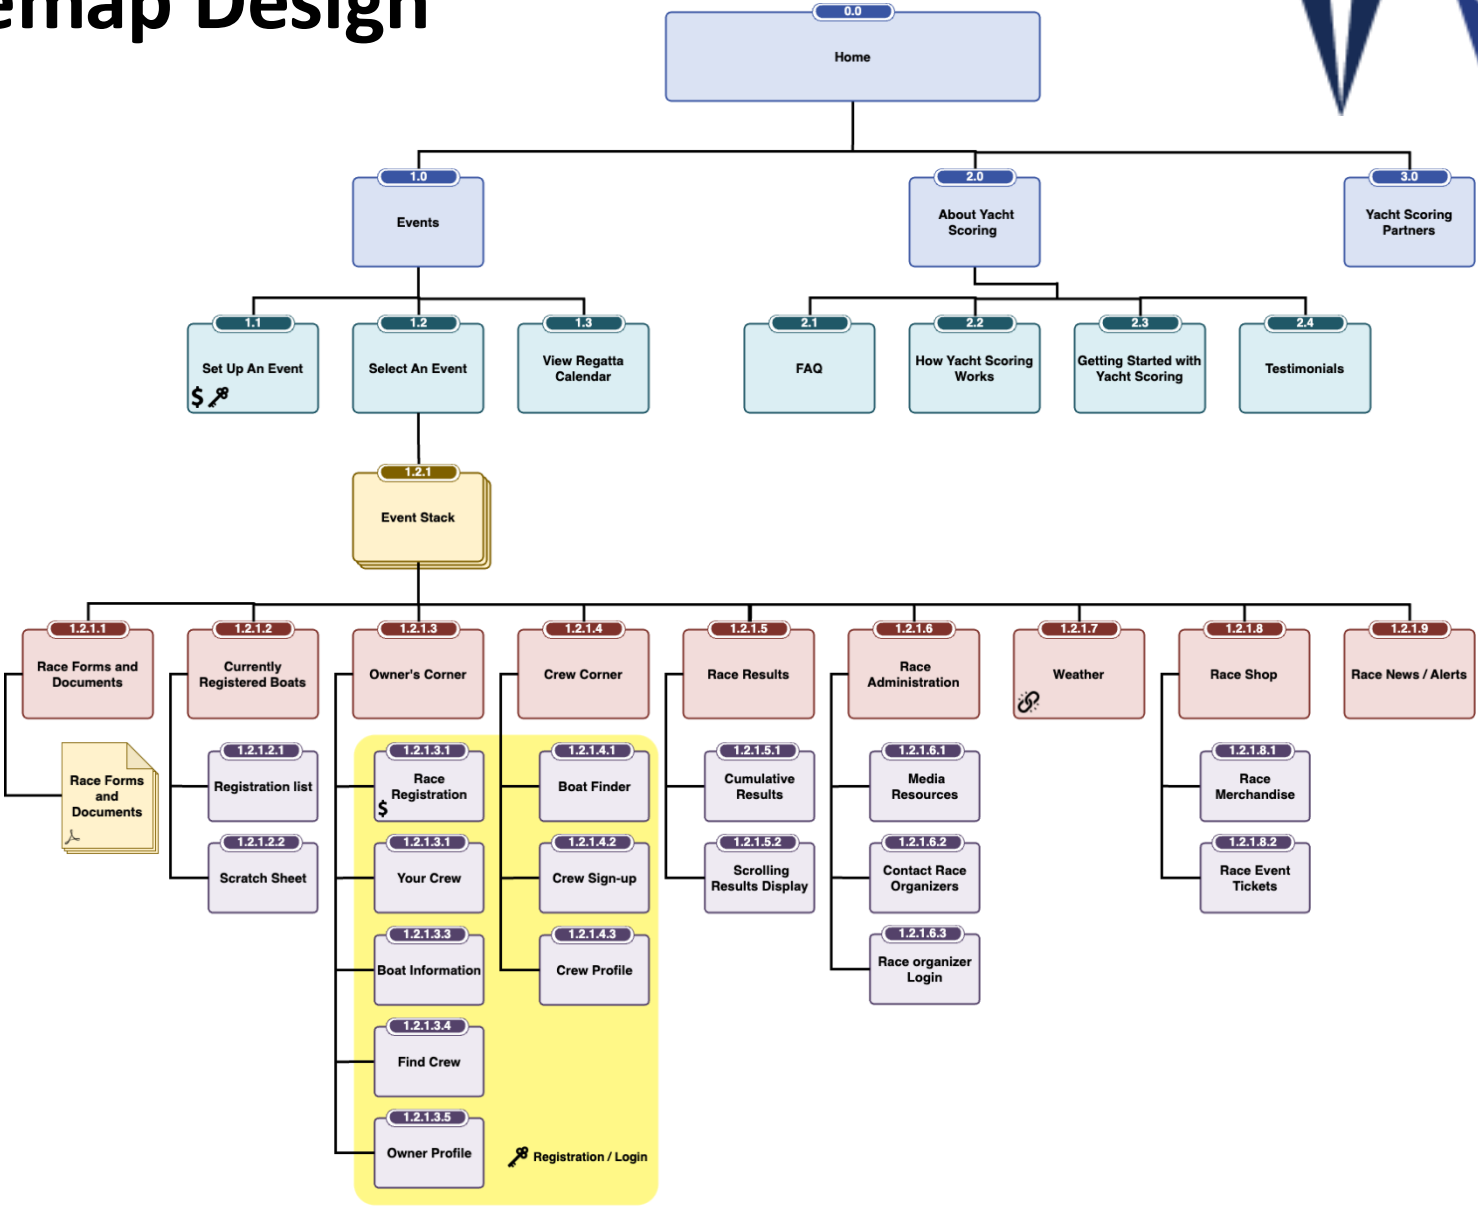 emap Design
0.0
Home
1.0
Events
2.0
About Yacht
Scoring
3.0
Yacht Scoring
Partners
1.1
Set Up An Event
$
1.2
Select An Event
1.3
View Regatta
Calendar
2.1
FAQ
2.2
How Yacht Scoring
Works
2.3
Getting Started with
Yacht Scoring
2.4
Testimonials
1.2.1
Event Stack
1.2.1.1
Race Forms and
Documents
1.2.1.2
Currently
Registered Boats
1.2.1.3
Owner's Corner
1.2.1.4
Crew Corner
1.2.1.5
Race Results
1.2.1.6
Race
Administration
1.2.1.7
Weather
1.2.1.8
Race Shop
1.2.1.9
Race News / Alerts
Race Forms
and
Documents
1.2.1.2.1
Registration list
1.2.1.2.2
Scratch Sheet
1.2.1.3.1
Race
Registration
$
1.2.1.3.1
Your Crew
1.2.1.3.3
Boat Information
1.2.1.3.4
Find Crew
1.2.1.3.5
Owner Profile
1.2.1.4.1
Boat Finder
1.2.1.4.2
Crew Sign-up
1.2.1.4.3
Crew Profile
Registration / Login
1.2.1.5.1
Cumulative
Results
1.2.1.5.2
Scrolling
Results Display
1.2.1.6.1
Media
Resources
1.2.1.6.2
Contact Race
Organizers
1.2.1.6.3
Race organizer
Login
1.2.1.8.1
Race
Merchandise
1.2.1.8.2
Race Event
Tickets